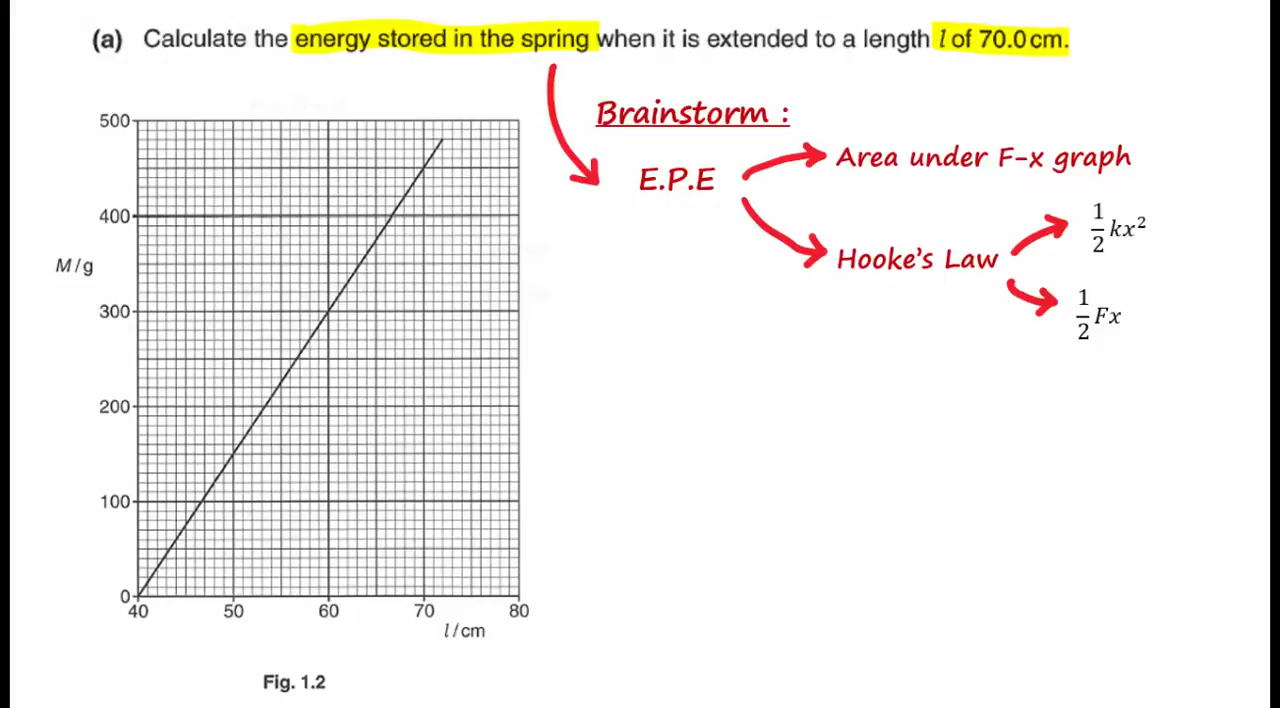 (a) Calculate the energy stored in the spring when it is extended to a length l of 70.0 cm.
Brainstorm :
E.P.E
Area under F-x graph
Hooke's Law
1/2 kx²
1/2 Fx
500
400
M/g
300
200
100
0
40 50 60 70 80
l/cm
Fig. 1.2